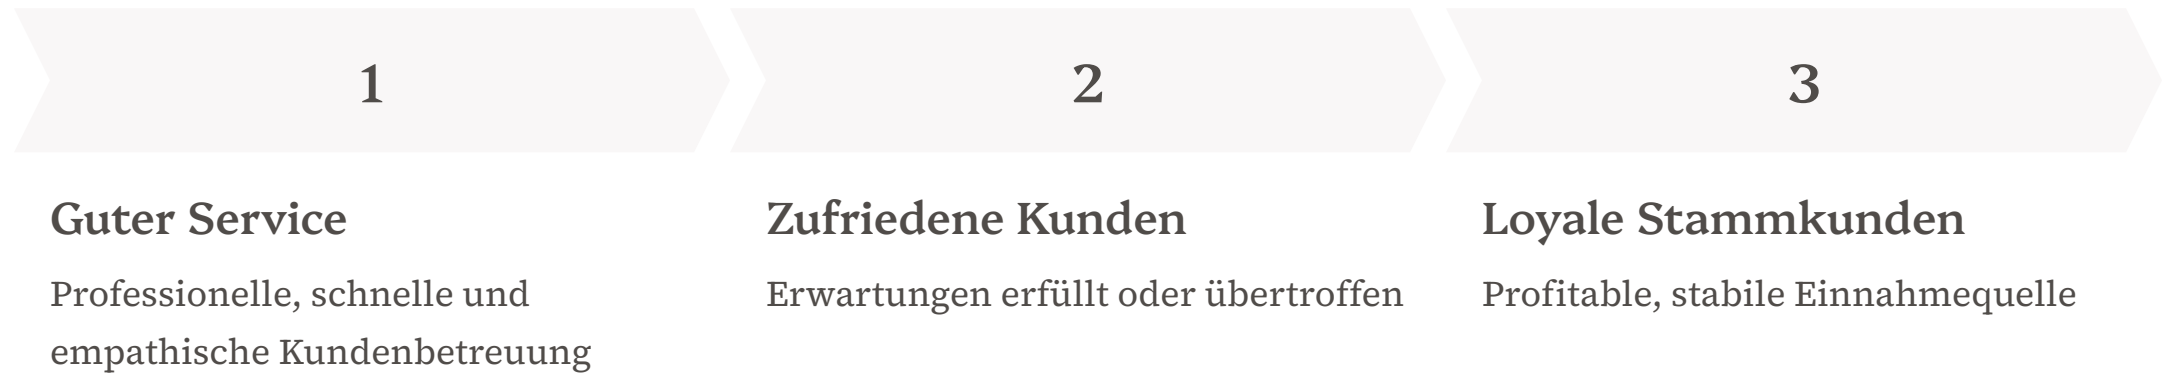 1
2
3
Guter Service
Professionelle, schnelle und
empathische Kundenbetreuung
Zufriedene Kunden
Erwartungen erfüllt oder übertroffen
Loyale Stammkunden
Profitable, stabile Einnahmequelle